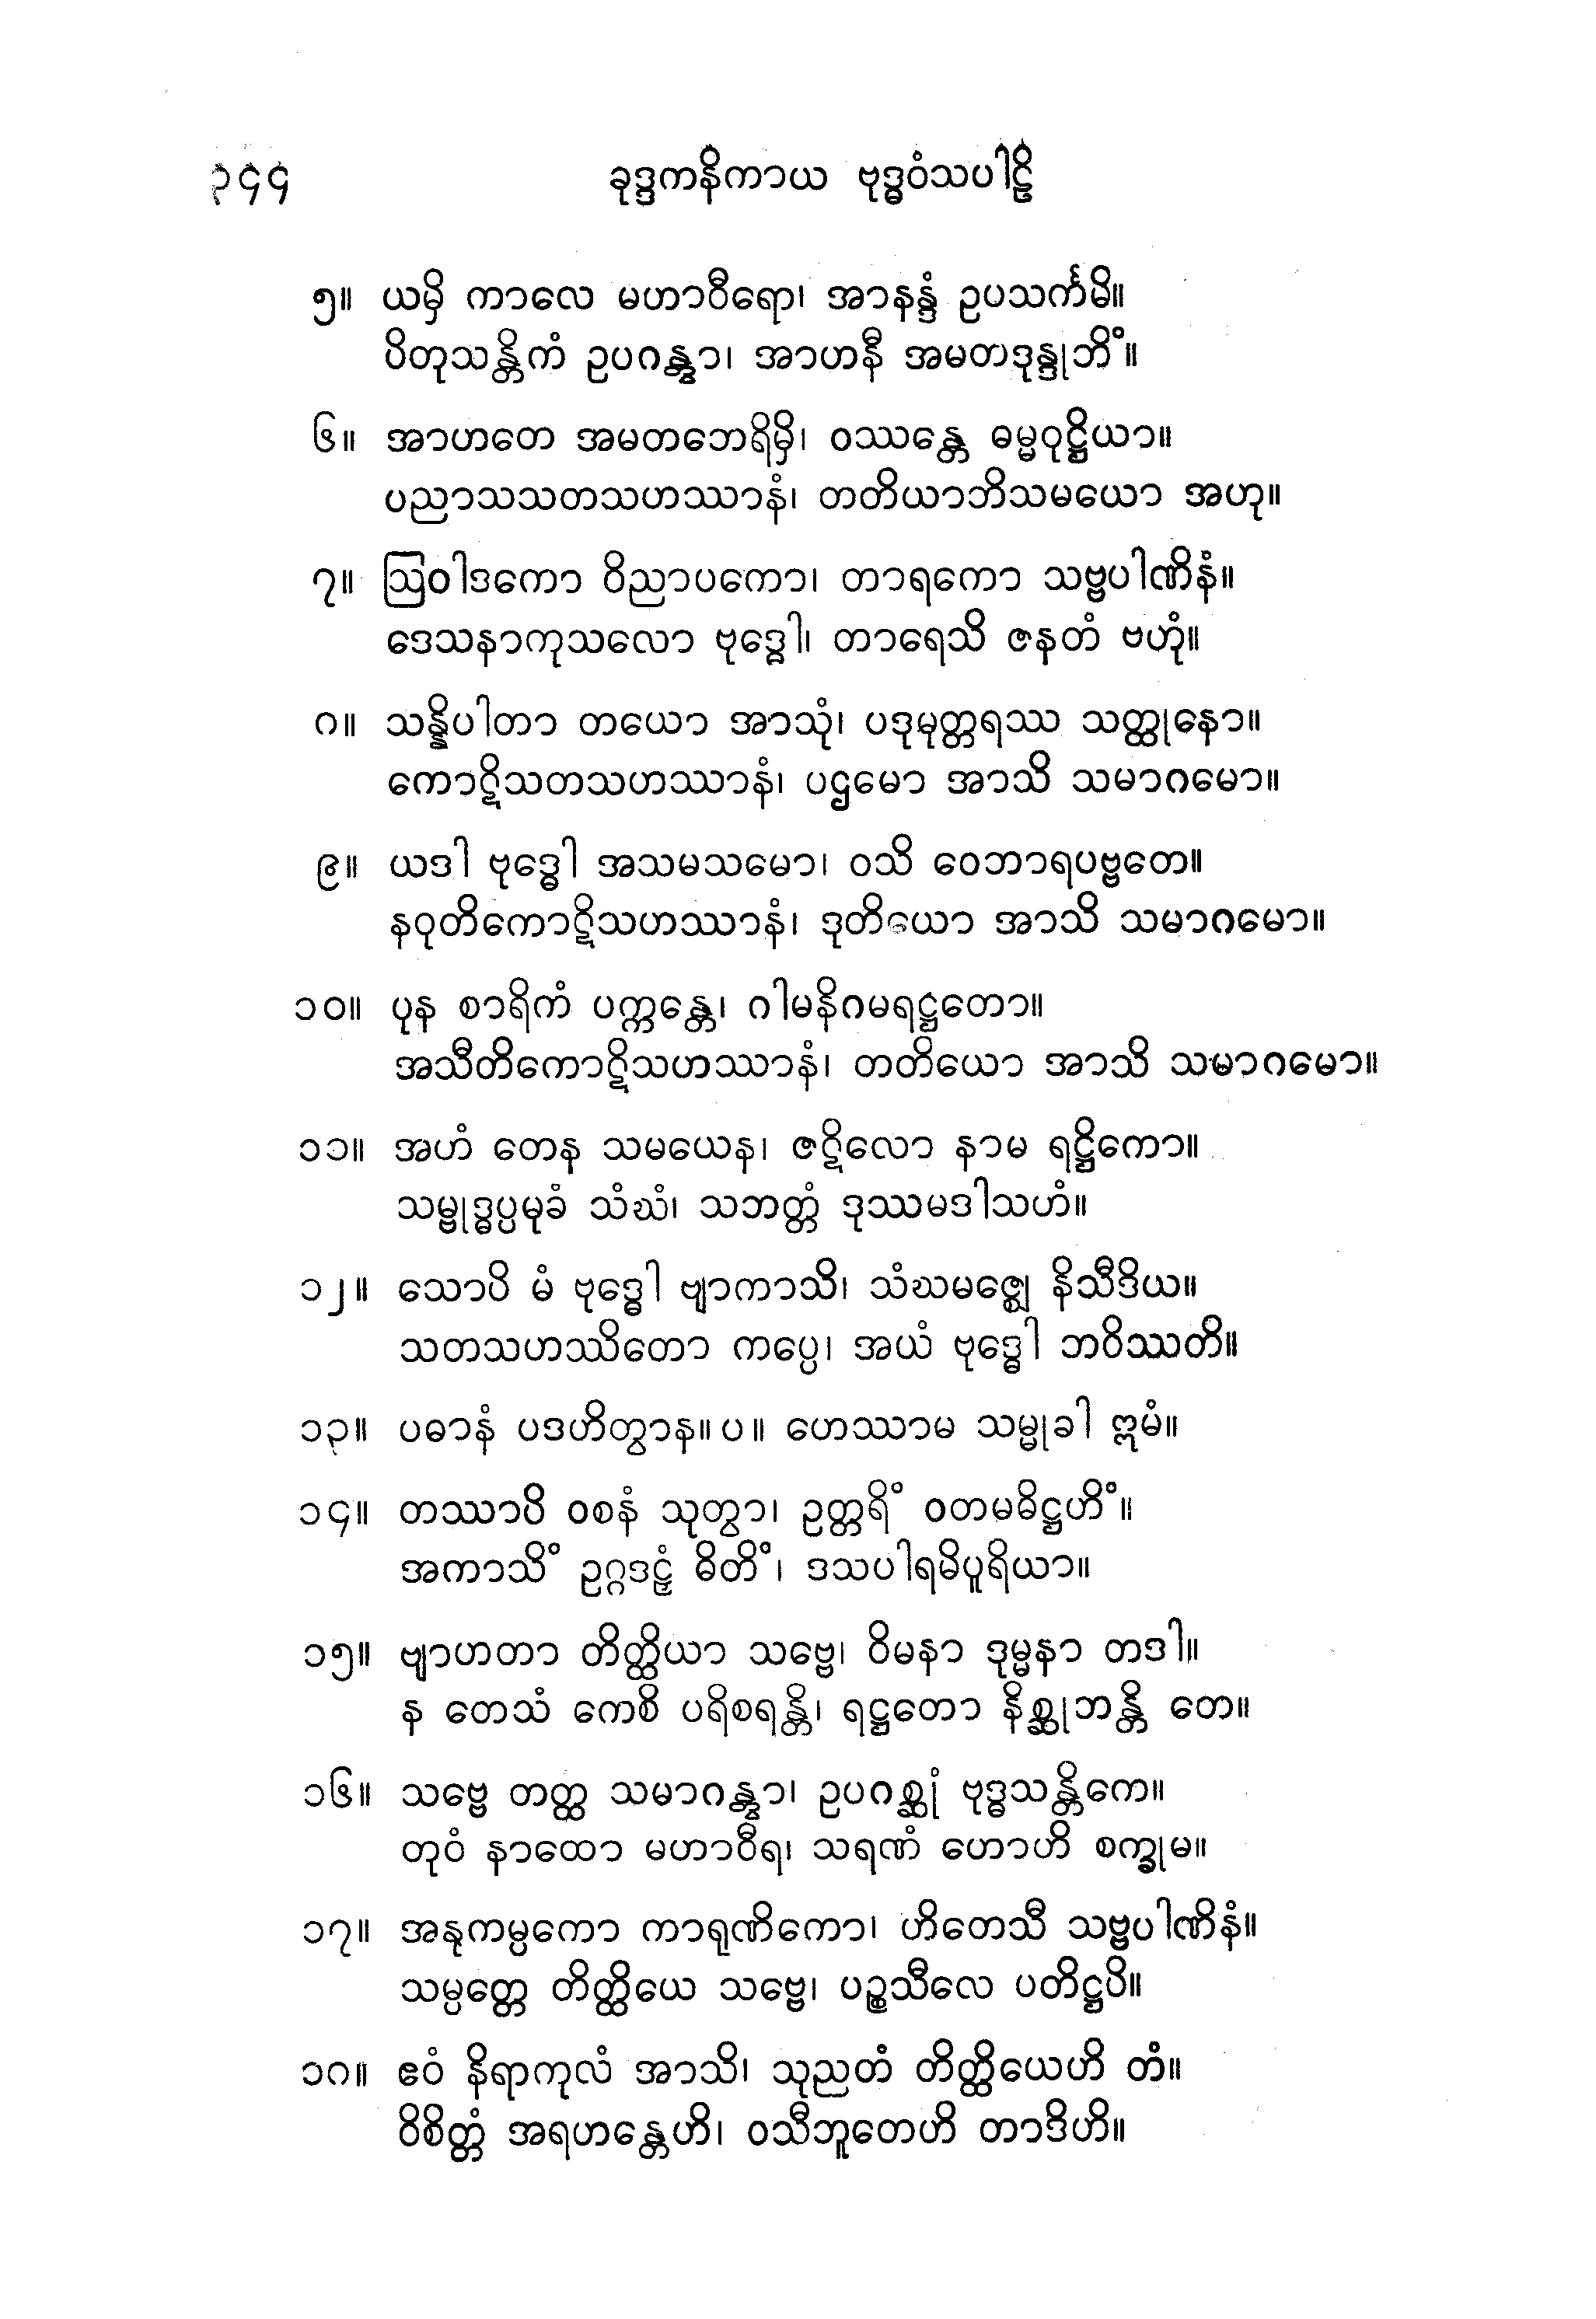 ၃၄၄ ခုဒ္ဒကနိကာယ ဗုဒ္ဓဝံသပါဠိ
၅။ ယမှိ ကာလေ မဟာဝီရော၊ အာနန္ဒံ ဥပသင်္ကမိ။
ပိတုသန္တိကံ ဥပဂန္တွာ၊ အာဟနီ အမတဒုန္ဒုဘိံ။
၆။ အာဟတေ အမတဘေရိမှိ၊ ဝဿန္တေ ဓမ္မဝုဋ္ဌိယာ။
ပညာသသတသဟဿာနံ၊ တတိယာဘိသမယော အဟု။
၇။ ဩဝါဒကော ဝိညာပကော၊ တာရကော သဗ္ဗပါဏိနံ။
ဒေသနာကုသလော ဗုဒ္ဓေါ၊ တာရေသိ ဇနတံ ဗဟုံ။
၈။ သန္နိပါတာ တယော အာသုံ၊ ပဒုမုတ္တရဿ သတ္ထုနော။
ကောဋိသတသဟဿာနံ၊ ပဌမော အာသိ သမာဂမော။
၉။ ယဒါ ဗုဒ္ဓေါ အသမသမော၊ ဝသိ ဝေဘာရပဗ္ဗတေ။
နဝုတိကောဋိသဟဿာနံ၊ ဒုတိယော အာသိ သမာဂမော။
၁၀။ ပုန စာရိကံ ပက္ကန္တေ၊ ဂါမနိဂမရဋ္ဌတော။
အသီတိကောဋိသဟဿာနံ၊ တတိယော အာသိ သမာဂမော။
၁၁။ အဟံ တေန သမယေန၊ ဇဋိလော နာမ ရဋ္ဌိကော။
သမ္ဗုဒ္ဓပ္ပမုခံ သံဃံ၊ သဘတ္တံ ဒုဿမဒါသဟံ။
၁၂။ သောပိ မံ ဗုဒ္ဓေါ ဗျာကာသိ၊ သံဃမဇ္ဈေ နိသီဒိယ။
သတသဟဿိတော ကပ္ပေ၊ အယံ ဗုဒ္ဓေါ ဘဝိဿတိ။
၁၃။ ပဓာနံ ပဒဟိတွာန။ပ။ ဟေဿာမ သမ္မုခါ ဣမံ။
၁၄။ တဿာပိ ဝစနံ သုတွာ၊ ဥတ္တရိံ ဝတမဓိဋ္ဌဟိံ။
အကာသိံ ဥဂ္ဂဒဠှံ ဓိတိံ၊ ဒသပါရမိပူရိယာ။
၁၅။ ဗျာဟတာ တိတ္ထိယာ သဗ္ဗေ၊ ဝိမနာ ဒုမ္မနာ တဒါ။
န တေသံ ကေစိ ပရိစရန္တိ၊ ရဋ္ဌတော နိစ္ဆုဘန္တိ တေ။
၁၆။ သဗ္ဗေ တတ္ထ သမာဂန္တွာ၊ ဥပဂစ္ဆုံ ဗုဒ္ဓသန္တိကေ။
တုဝံ နာထော မဟာဝီရ၊ သရဏံ ဟောဟိ စက္ခုမ။
၁၇။ အနုကမ္ပကော ကာရုဏိကော၊ ဟိတေသီ သဗ္ဗပါဏိနံ။
သမ္ပတ္တေ တိတ္ထိယေ သဗ္ဗေ၊ ပဉ္စသီလေ ပတိဋ္ဌပိ။
၁၈။ ဧဝံ နိရာကုလံ အာသိ၊ သုညတံ တိတ္ထိယေဟိ တံ။
ဝိစိတ္တံ အရဟန္တေဟိ၊ ဝသီဘူတေဟိ တာဒိဟိ။